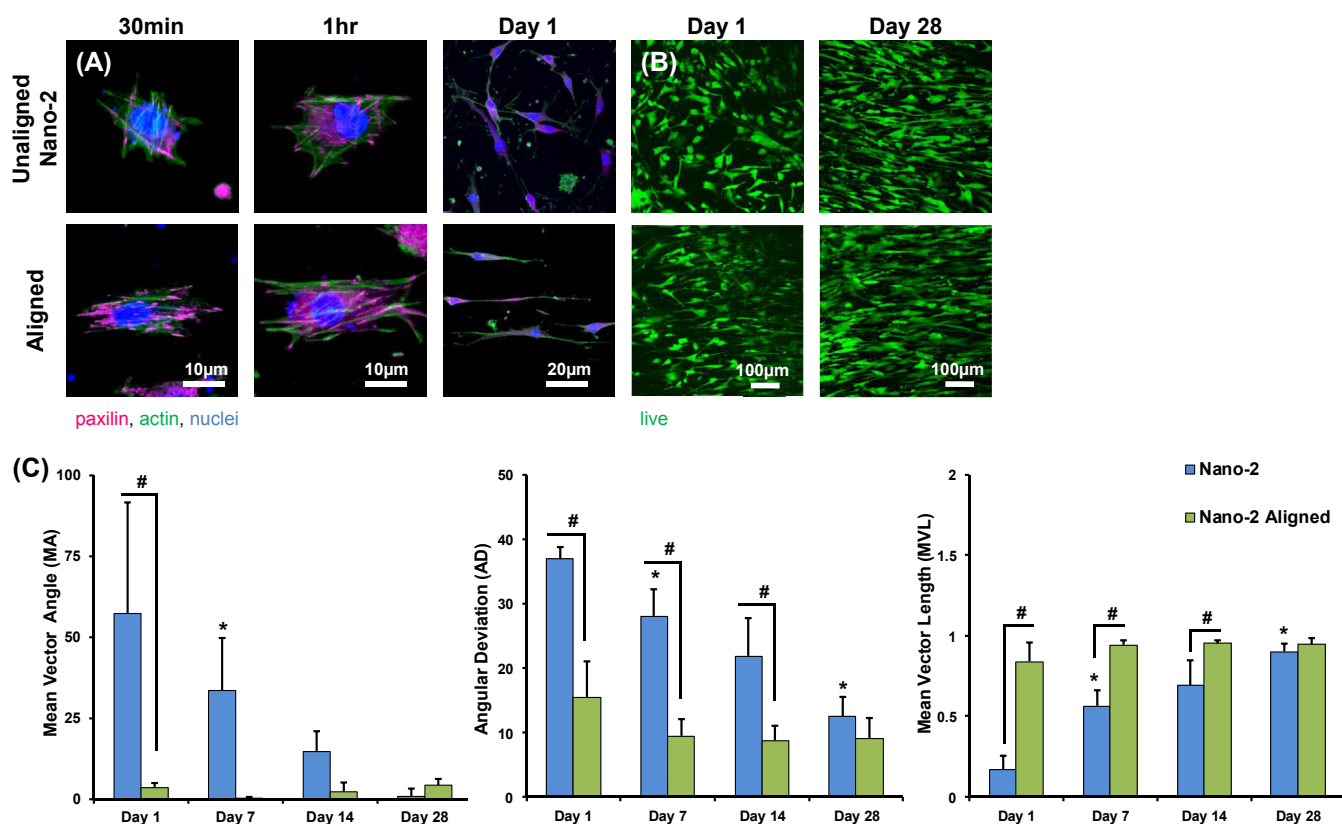 30min 1hr Day 1 Day 1 Day 28
Unaligned
Nano-2
(A)
(B)
Aligned
10µm
10µm
20µm
100µm
100µm
paxilin, actin, nuclei
live
(C)
Mean Vector Angle (MA)
100
75
50
25
0
#
*
Day 1 Day 7 Day 14 Day 28
Angular Deviation (AD)
50
40
30
20
10
0
#
#
*
#
*
Day 1 Day 7 Day 14 Day 28
Mean Vector Length (MVL)
2
1.5
1
0.5
0
#
#
*
#
*
Day 1 Day 7 Day 14 Day 28
Nano-2
Nano-2 Aligned